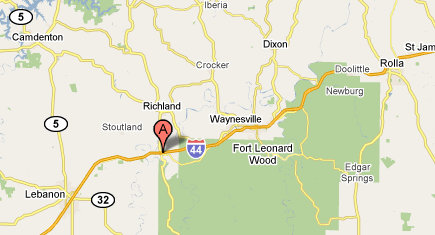 5
Iberia
Camdenton
Dixon
Crocker
St Jam
Rolla
Doolittle
Newburg
Richland
Stoutland
Waynesville
5
A
44
Fort Leonard
Wood
Edgar
Springs
Lebanon
32